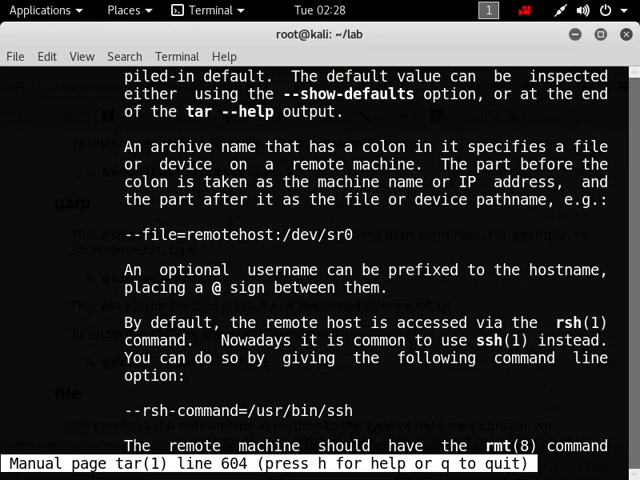 Applications
Places
Terminal
Tue 02:28
1
root@kali: ~/lab
File Edit View Search Terminal Help
piled-in default. The default value can be inspected
either using the --show-defaults option, or at the end
of the tar --help output.
An archive name that has a colon in it specifies a file
or device on a remote machine. The part before the
colon is taken as the machine name or IP address, and
the part after it as the file or device pathname, e.g.:
--file=remotehost:/dev/sr0
An optional username can be prefixed to the hostname,
placing a @ sign between them.
By default, the remote host is accessed via the rsh(1)
command. Nowadays it is common to use ssh(1) instead.
You can do so by giving the following command line
option:
--rsh-command=/usr/bin/ssh
The remote machine should have the rmt(8) command
Manual page tar(1) line 604 (press h for help or q to quit)
gzip
file